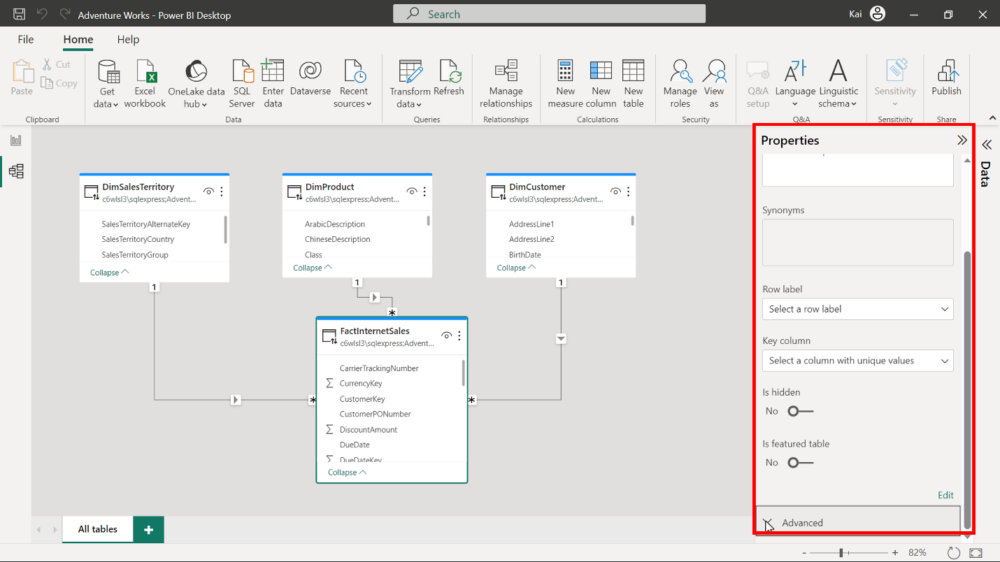 Adventure Works - Power BI Desktop
Search
Kai
File
Home
Help
Paste
Cut
Copy
Clipboard
Get
data
Excel
workbook
OneLake data
hub
SQL
Server
Enter
data
Dataverse
Recent
sources
Data
Transform
data
Refresh
Queries
Manage
relationships
Relationships
New
measure
New
column
New
table
Calculations
Manage
roles
View
as
Security
Q&A
setup
Language
Linguistic
schema
Q&A
Sensitivity
Sensitivity
Publish
Share
DimSalesTerritory
c6wlsl3\sqlexpress;Advent...
SalesTerritoryAlternateKey
SalesTerritoryCountry
SalesTerritoryGroup
Collapse
1
DimProduct
c6wlsl3\sqlexpress;Advent...
ArabicDescription
ChineseDescription
Class
Collapse
1
*
DimCustomer
c6wlsl3\sqlexpress;Advent...
AddressLine1
AddressLine2
BirthDate
Collapse
1
FactInternetSales
c6wlsl3\sqlexpress;Advent...
CarrierTrackingNumber
∑ CurrencyKey
CustomerKey
CustomerPONumber
∑ DiscountAmount
DueDate
∑ DueDateKey
Collapse
*
*
Properties
Synonyms
Row label
Select a row label
Key column
Select a column with unique values
Is hidden
No
Is featured table
No
Edit
Advanced
Data
All tables
+
- + 82%